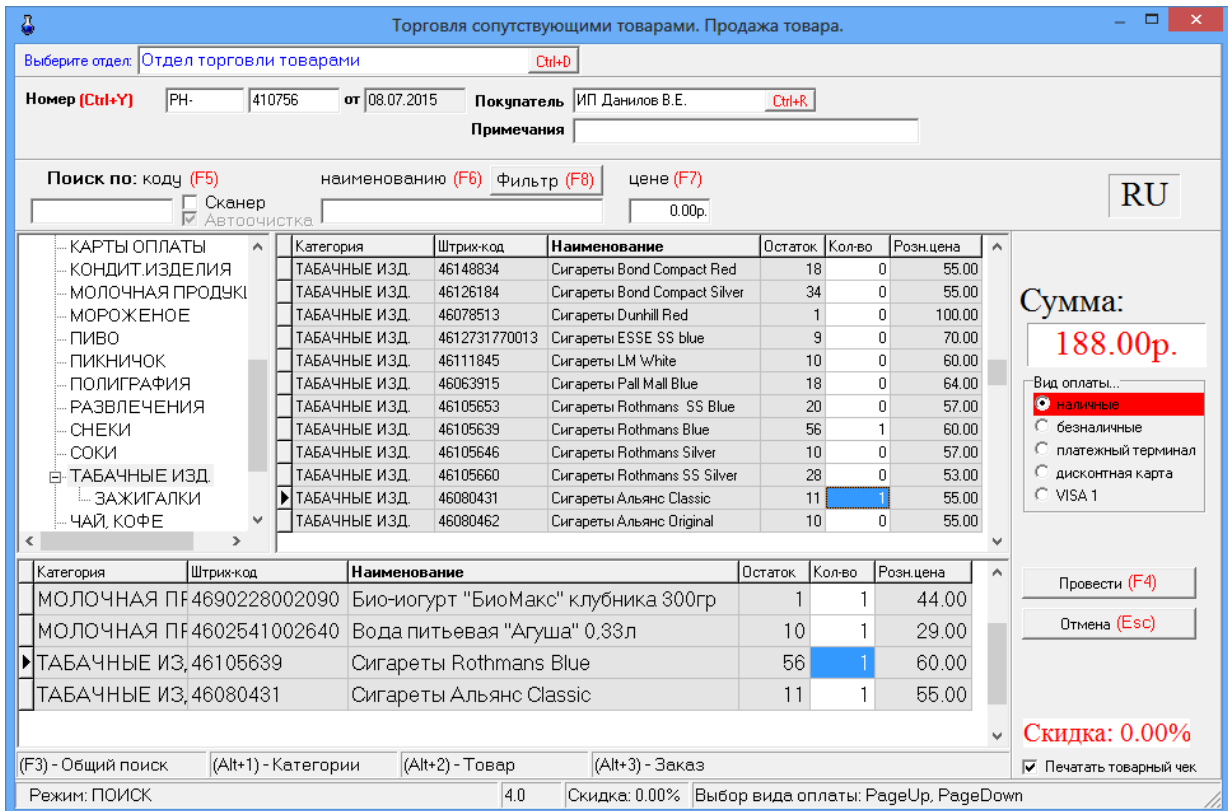 Торговля сопутствующими товарами. Продажа товара.
Выберите отдел: Отдел торговли товарами Ctrl+D
Номер (Ctrl+Y) РН- 410756 от 08.07.2015 Покупатель ИП Данилов В.Е. Ctrl+R
Примечания
Поиск по: коду (F5) наименованию (F6) Фильтр (F8) цене (F7)
Сканер
Автоочистка 0.00р.
RU
КАРТЫ ОПЛАТЫ
КОНДИТ.ИЗДЕЛИЯ
МОЛОЧНАЯ ПРОДУКЦ
МОРОЖЕНОЕ
ПИВО
ПИКНИЧОК
ПОЛИГРАФИЯ
РАЗВЛЕЧЕНИЯ
СНЕКИ
СОКИ
ТАБАЧНЫЕ ИЗД.
ЗАЖИГАЛКИ
ЧАЙ, КОФЕ
Категория Штрих-код Наименование Остаток Кол-во Розн.цена
ТАБАЧНЫЕ ИЗД. 46148834 Сигареты Bond Compact Red 18 0 55.00
ТАБАЧНЫЕ ИЗД. 46126184 Сигареты Bond Compact Silver 34 0 55.00
ТАБАЧНЫЕ ИЗД. 46078513 Сигареты Dunhill Red 1 0 100.00
ТАБАЧНЫЕ ИЗД. 4612731770013 Сигареты ESSE SS blue 9 0 70.00
ТАБАЧНЫЕ ИЗД. 46111845 Сигареты LM White 10 0 60.00
ТАБАЧНЫЕ ИЗД. 46063915 Сигареты Pall Mall Blue 18 0 64.00
ТАБАЧНЫЕ ИЗД. 46105653 Сигареты Rothmans SS Blue 20 0 57.00
ТАБАЧНЫЕ ИЗД. 46105639 Сигареты Rothmans Blue 56 1 60.00
ТАБАЧНЫЕ ИЗД. 46105646 Сигареты Rothmans Silver 10 0 57.00
ТАБАЧНЫЕ ИЗД. 46105660 Сигареты Rothmans SS Silver 28 0 53.00
ТАБАЧНЫЕ ИЗД. 46080431 Сигареты Альянс Classic 11 1 55.00
ТАБАЧНЫЕ ИЗД. 46080462 Сигареты Альянс Original 10 0 55.00
Сумма:
188.00р.
Вид оплаты...
наличные
безналичные
платежный терминал
дисконтная карта
VISA 1
Категория Штрих-код Наименование Остаток Кол-во Розн.цена
МОЛОЧНАЯ ПР 4690228002090 Био-йогурт "БиоМакс" клубника 300гр 1 1 44.00
МОЛОЧНАЯ ПР 4602541002640 Вода питьевая "Агуша" 0,33л 10 1 29.00
ТАБАЧНЫЕ ИЗД 46105639 Сигареты Rothmans Blue 56 1 60.00
ТАБАЧНЫЕ ИЗД 46080431 Сигареты Альянс Classic 11 1 55.00
Провести (F4)
Отмена (Esc)
Скидка: 0.00%
Печатать товарный чек
(F3) - Общий поиск (Alt+1) - Категории (Alt+2) - Товар (Alt+3) - Заказ
Режим: ПОИСК 4.0 Скидка: 0.00% Выбор вида оплаты: PageUp, PageDown